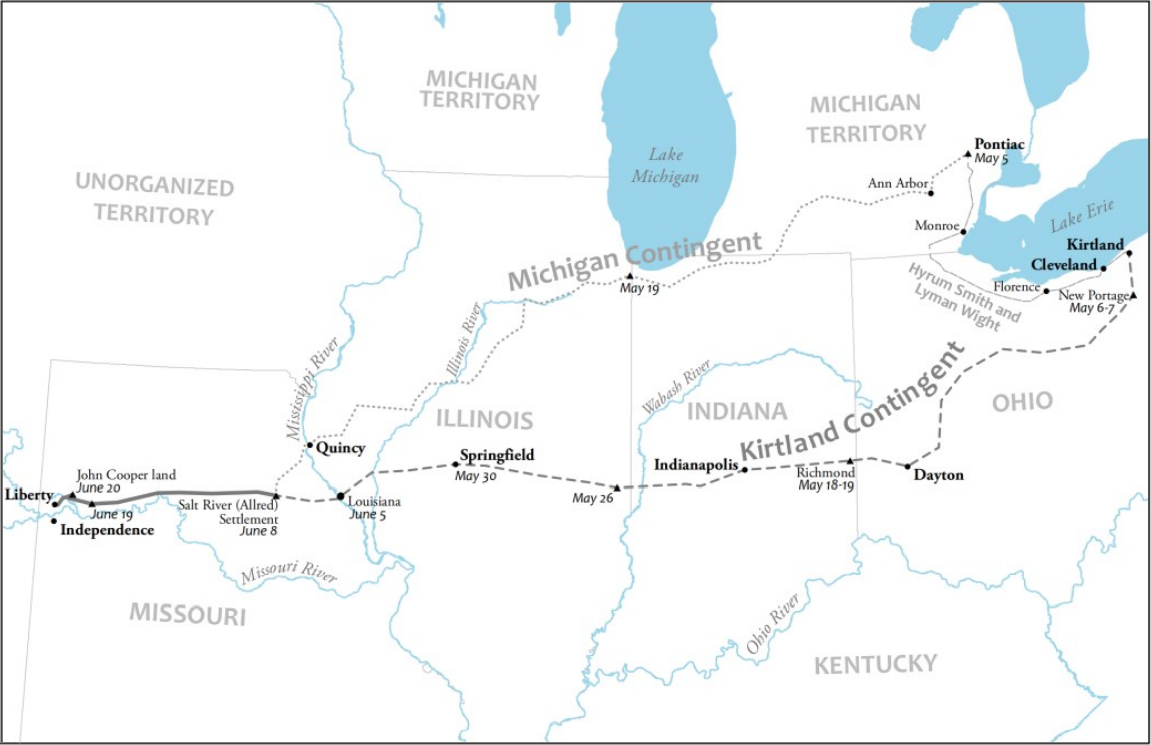 MICHIGAN
TERRITORY
MICHIGAN
TERRITORY
Lake
Michigan
Pontiac
May 5
UNORGANIZED
TERRITORY
Ann Arbor
Lake Erie
Monroe
Kirtland
Cleveland
Michigan Contingent
May 19
Hyrum Smith and
Lyman Wight
Florence
New Portage
May 6-7
Mississippi River
Illinois River
Wabash River
Kirtland Contingent
ILLINOIS
INDIANA
OHIO
Quincy
Springfield
May 30
Indianapolis
Richmond
May 18-19
Dayton
May 26
John Cooper land
June 20
Liberty
June 19
Independence
Salt River (Allred)
Settlement
June 8
Louisiana
June 5
Missouri River
MISSOURI
Ohio River
KENTUCKY